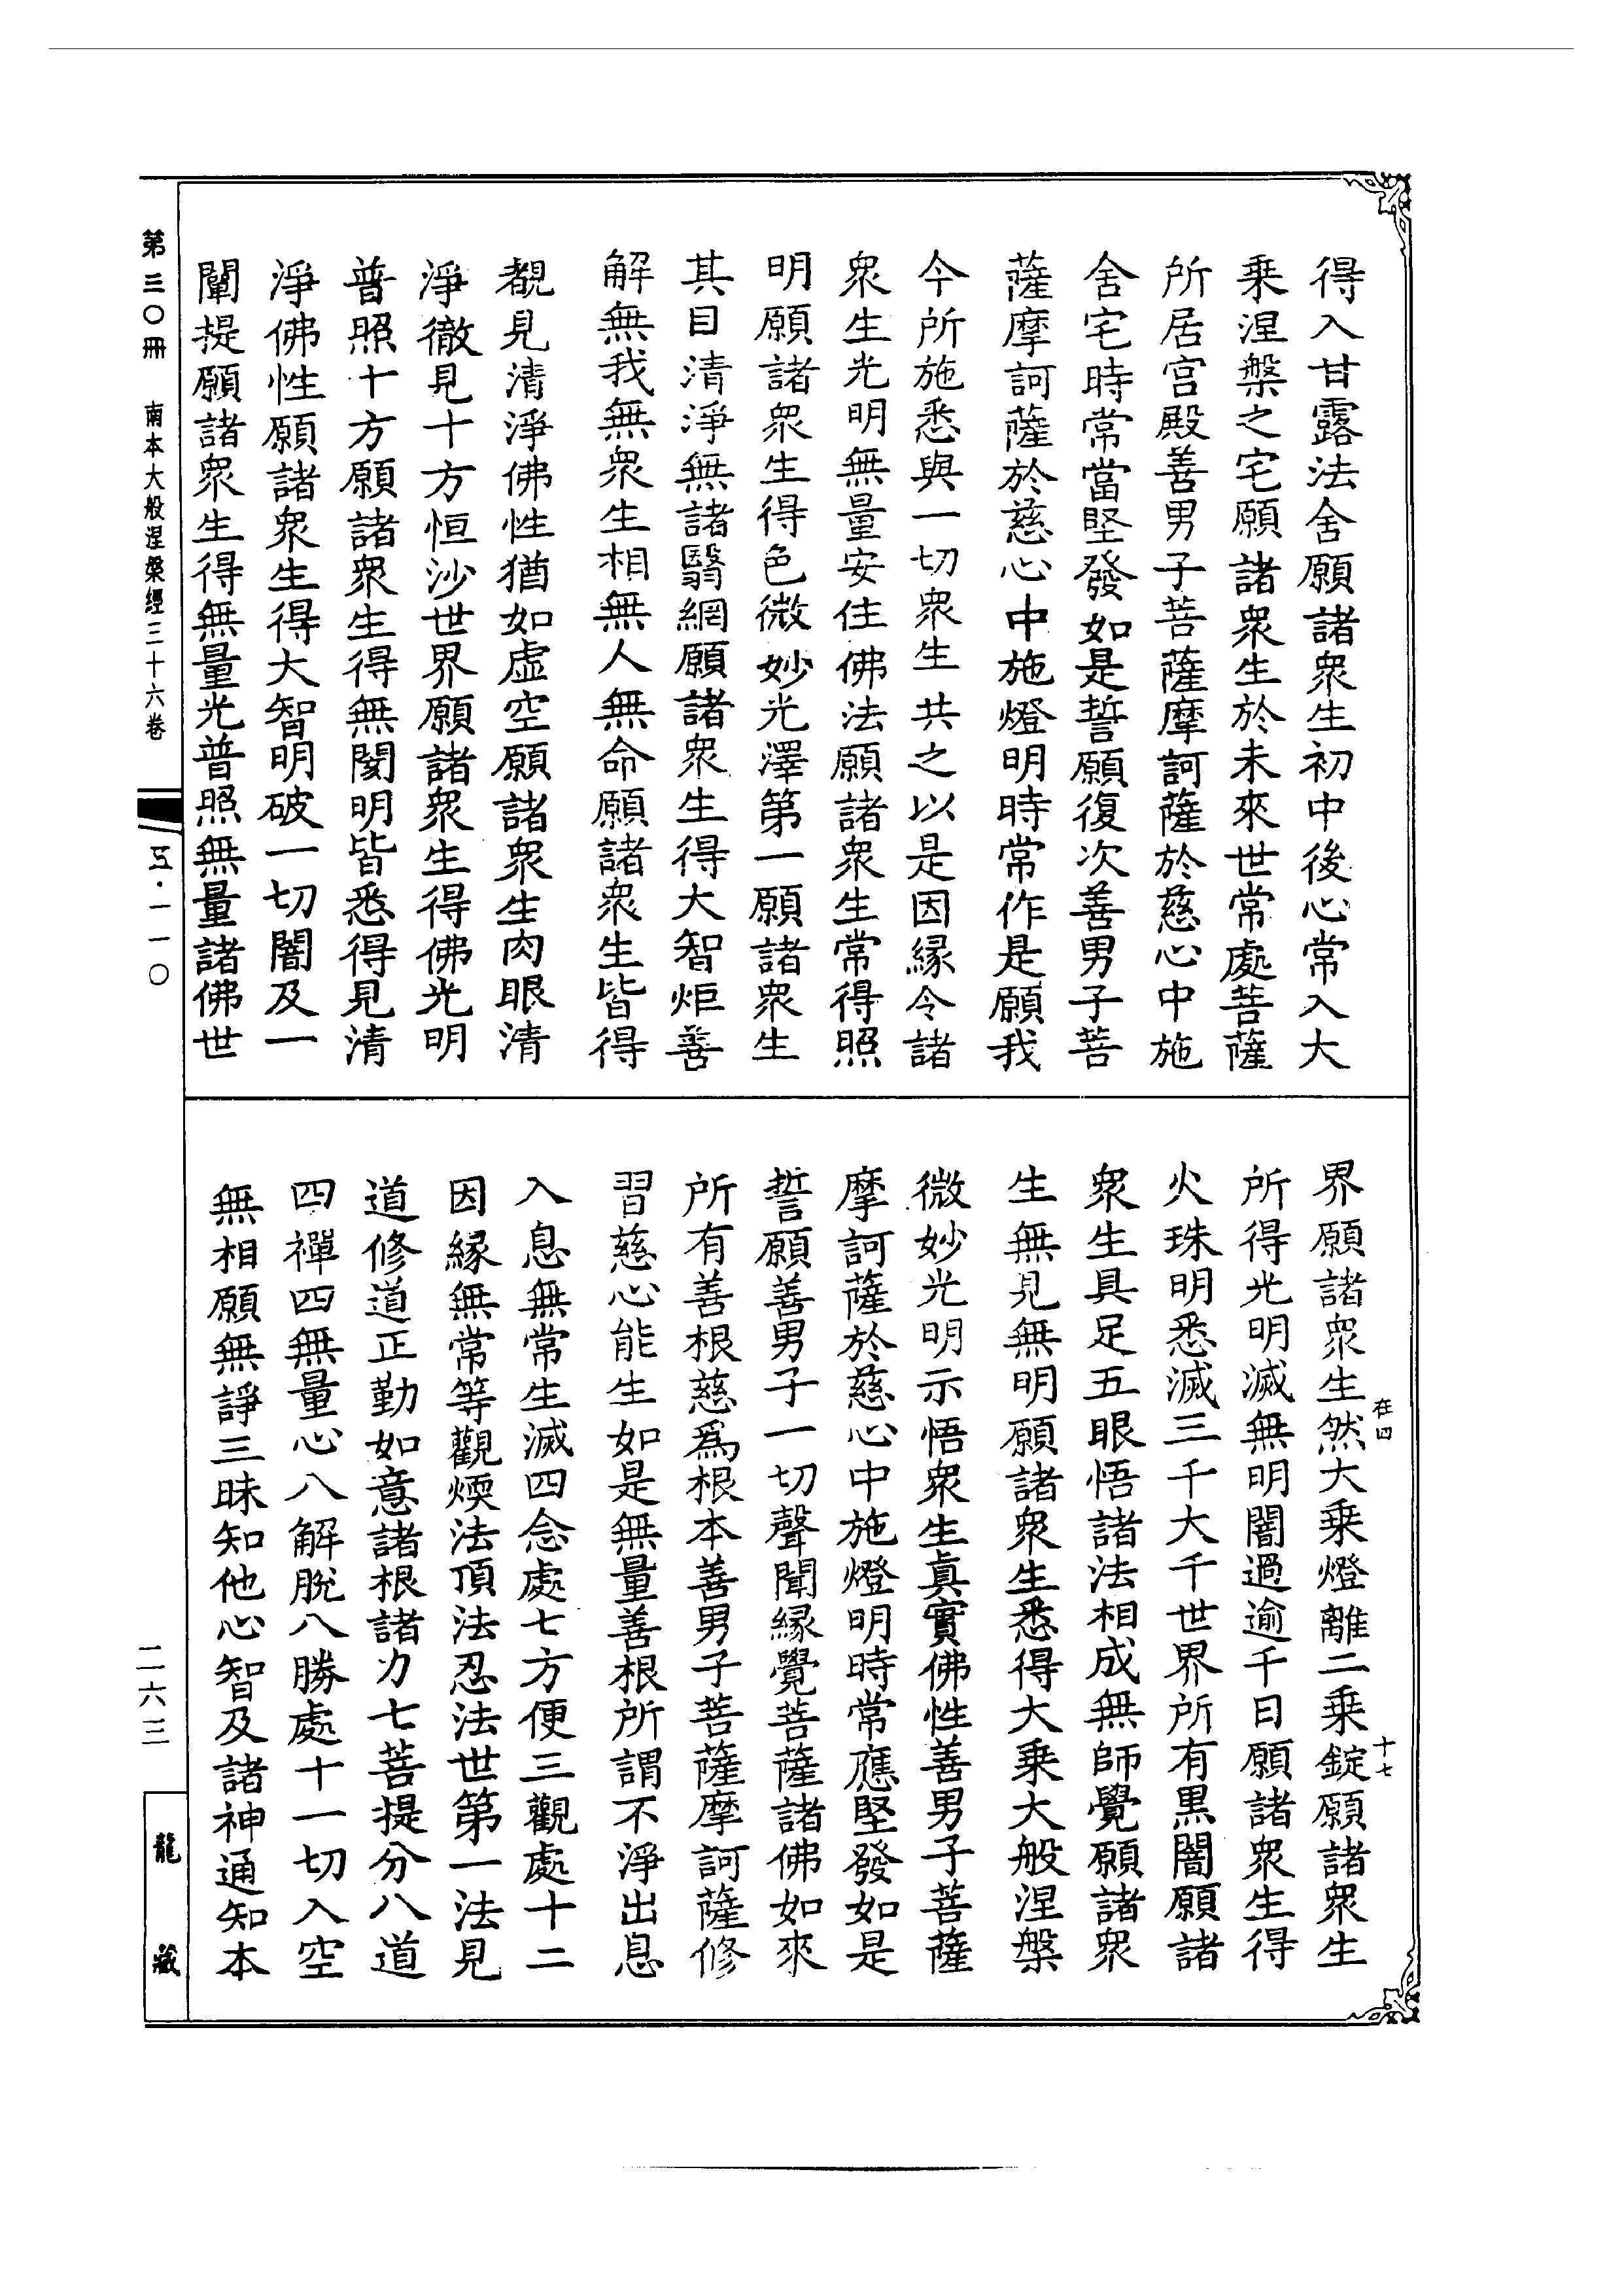 得入甘露法舍願諸衆生初中後心常入大
乘涅槃之宅願諸衆生於未來世常處菩薩
所居宫殿善男子菩薩摩訶薩於慈心中施
舍宅時常當堅發如是誓願復次善男子菩
薩摩訶薩於慈心中施燈明時常作是願我
今所施悉與一切衆生共之以是因緣令諸
衆生光明無量安住佛法願諸衆生常得照
明願諸衆生得色微妙光澤第一願諸衆生
其目清淨無諸翳網願諸衆生得大智炬善
解無我無衆生相無人無命願諸衆生皆得
覩見清淨佛性猶如虚空願諸衆生肉眼清
淨徹見十方恒沙世界願諸衆生得佛光明
普照十方願諸衆生得無閡明皆悉得見清
淨佛性願諸衆生得大智明破一切闇及一
闡提願諸衆生得無量光普照無量諸佛世
界願諸衆生然大乘燈離二乘錠願諸衆生
所得光明滅無明闇過逾千日願諸衆生得
火珠明悉滅三千大千世界所有黑闇願諸
衆生具足五眼悟諸法相成無師覺願諸衆
生無見無明願諸衆生悉得大乘大般涅槃
微妙光明示悟衆生真實佛性善男子菩薩
摩訶薩於慈心中施燈明時常應堅發如是
誓願善男子一切聲聞緣覺菩薩諸佛如來
所有善根慈爲根本善男子菩薩摩訶薩修
習慈心能生如是無量善根所謂不淨出息
入息無常生滅四念處七方便三觀處十二
因緣無常等觀煗法頂法忍法世第一法見
道修道正勤如意諸根諸力七菩提分八道
四禪四無量心八解脫八勝處十一切入空
無相願無諍三昧知他心智及諸神通知本
在四
十七
第三〇冊
南本大般涅槃經三十六卷
五·一一〇
二六三
龍藏